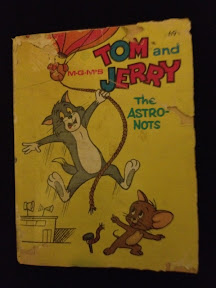 TOM and
M-G-M's
JERRY
The
ASTRO-
NOTS